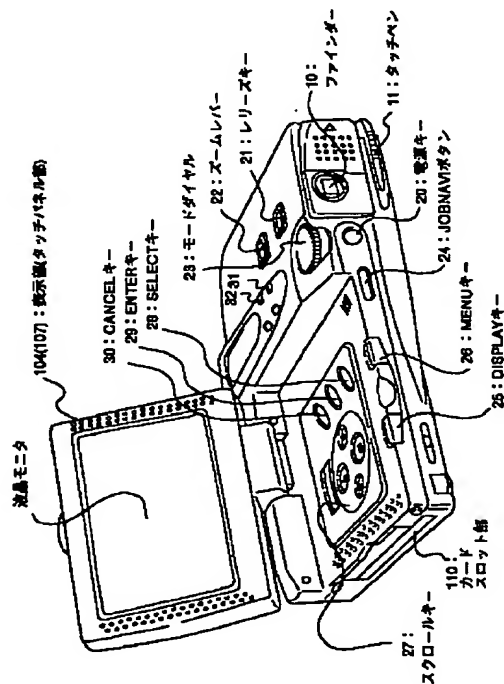 液晶モニタ
104(107)：表示部(タッチパネル部)
30：CANCELキー
29：ENTERキー
28：SELECTキー
32
31
23：モードダイヤル
22：ズームレバー
21：レリーズキー
10：
ファインダー
11：タッチペン
20：電源キー
24：JOBNAVIボタン
26：MENUキー
25：DISPLAYキー
110：
カード
スロット部
27：
スクロールキー